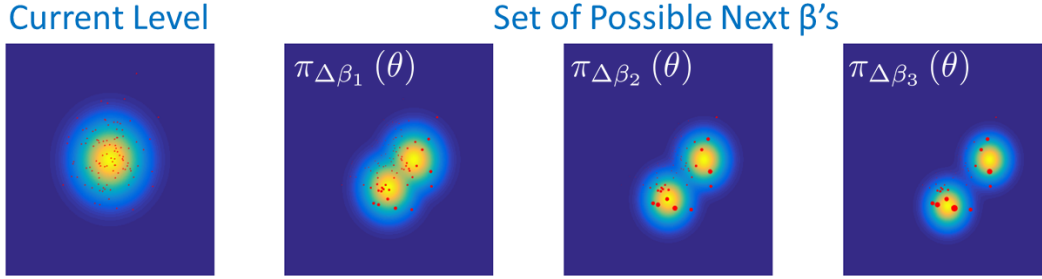 Current Level
Set of Possible Next β's
π_{Δβ_1} (θ)
π_{Δβ_2} (θ)
π_{Δβ_3} (θ)